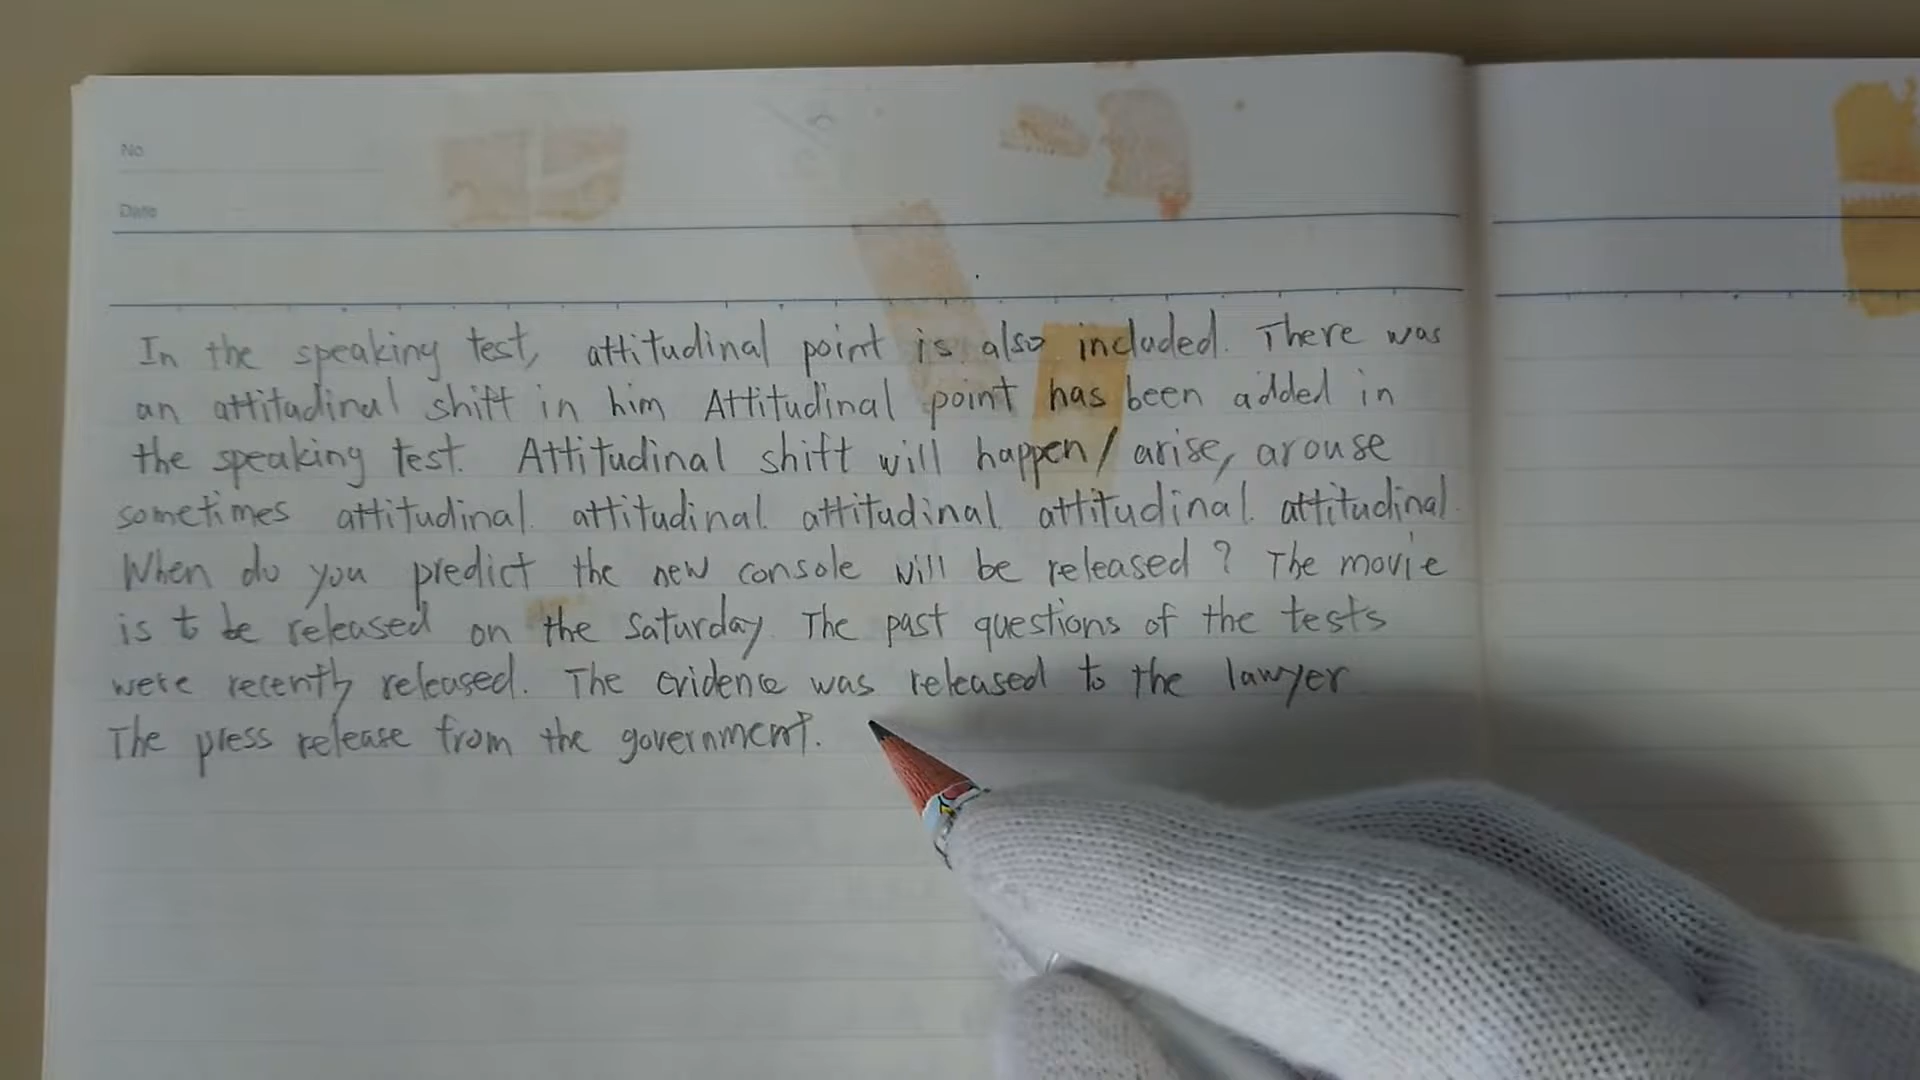 No
Date
In the speaking test, attitudinal point is also included. There was
an attitudinal shift in him Attitudinal point has been added in
the speaking test. Attitudinal shift will happen / arise, arouse
sometimes attitudinal. attitudinal. attitudinal. attitudinal. attitudinal.
When do you predict the new console will be released ? The movie
is to be released on the Saturday. The past questions of the tests
were recently released. The evidence was released to the lawyer
The press release from the government.